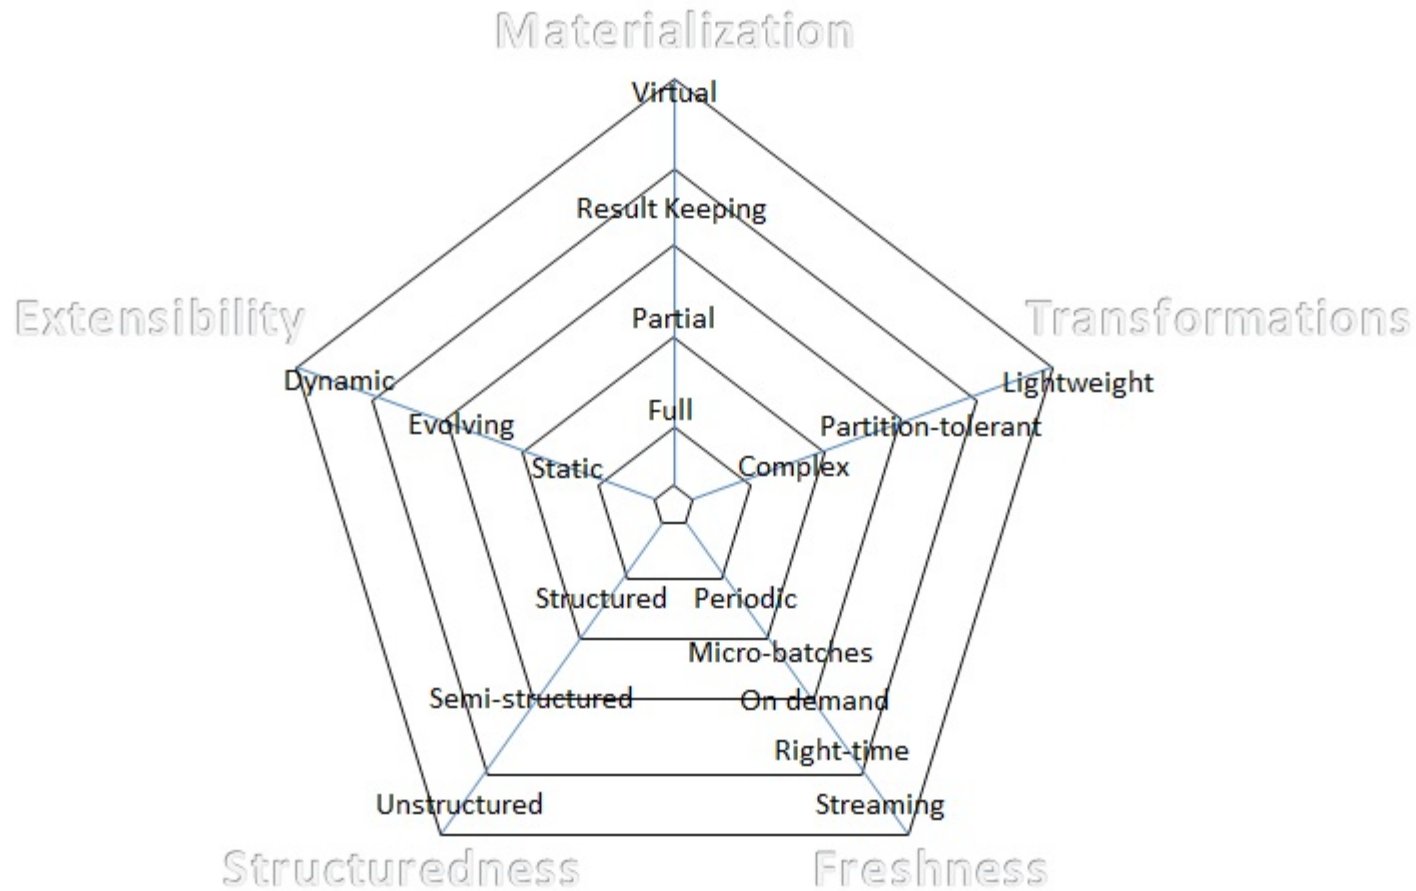 Materialization
Virtual
Result Keeping
Extensibility
Partial
Transformations
Dynamic
Lightweight
Full
Evolving
Partition-tolerant
Static
Complex
Structured
Periodic
Micro-batches
Semi-structured
On demand
Right-time
Unstructured
Streaming
Structuredness
Freshness